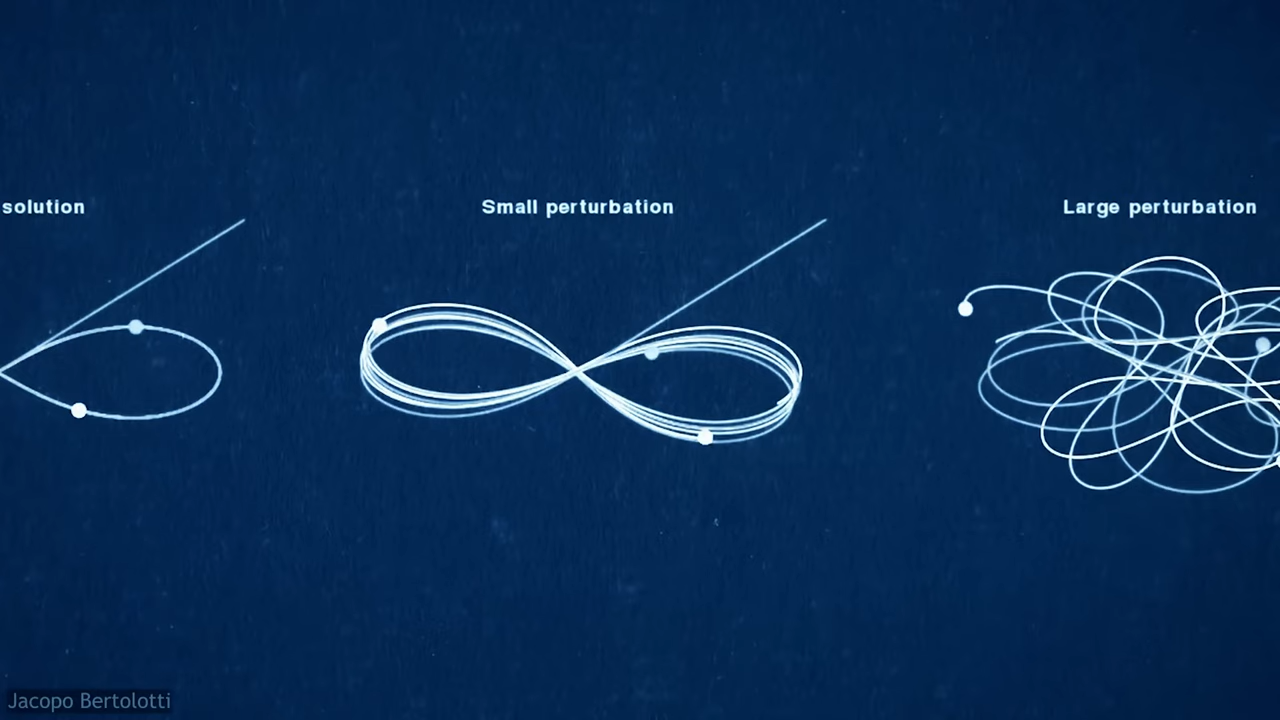 solution
Small perturbation
Large perturbation
Jacopo Bertolotti